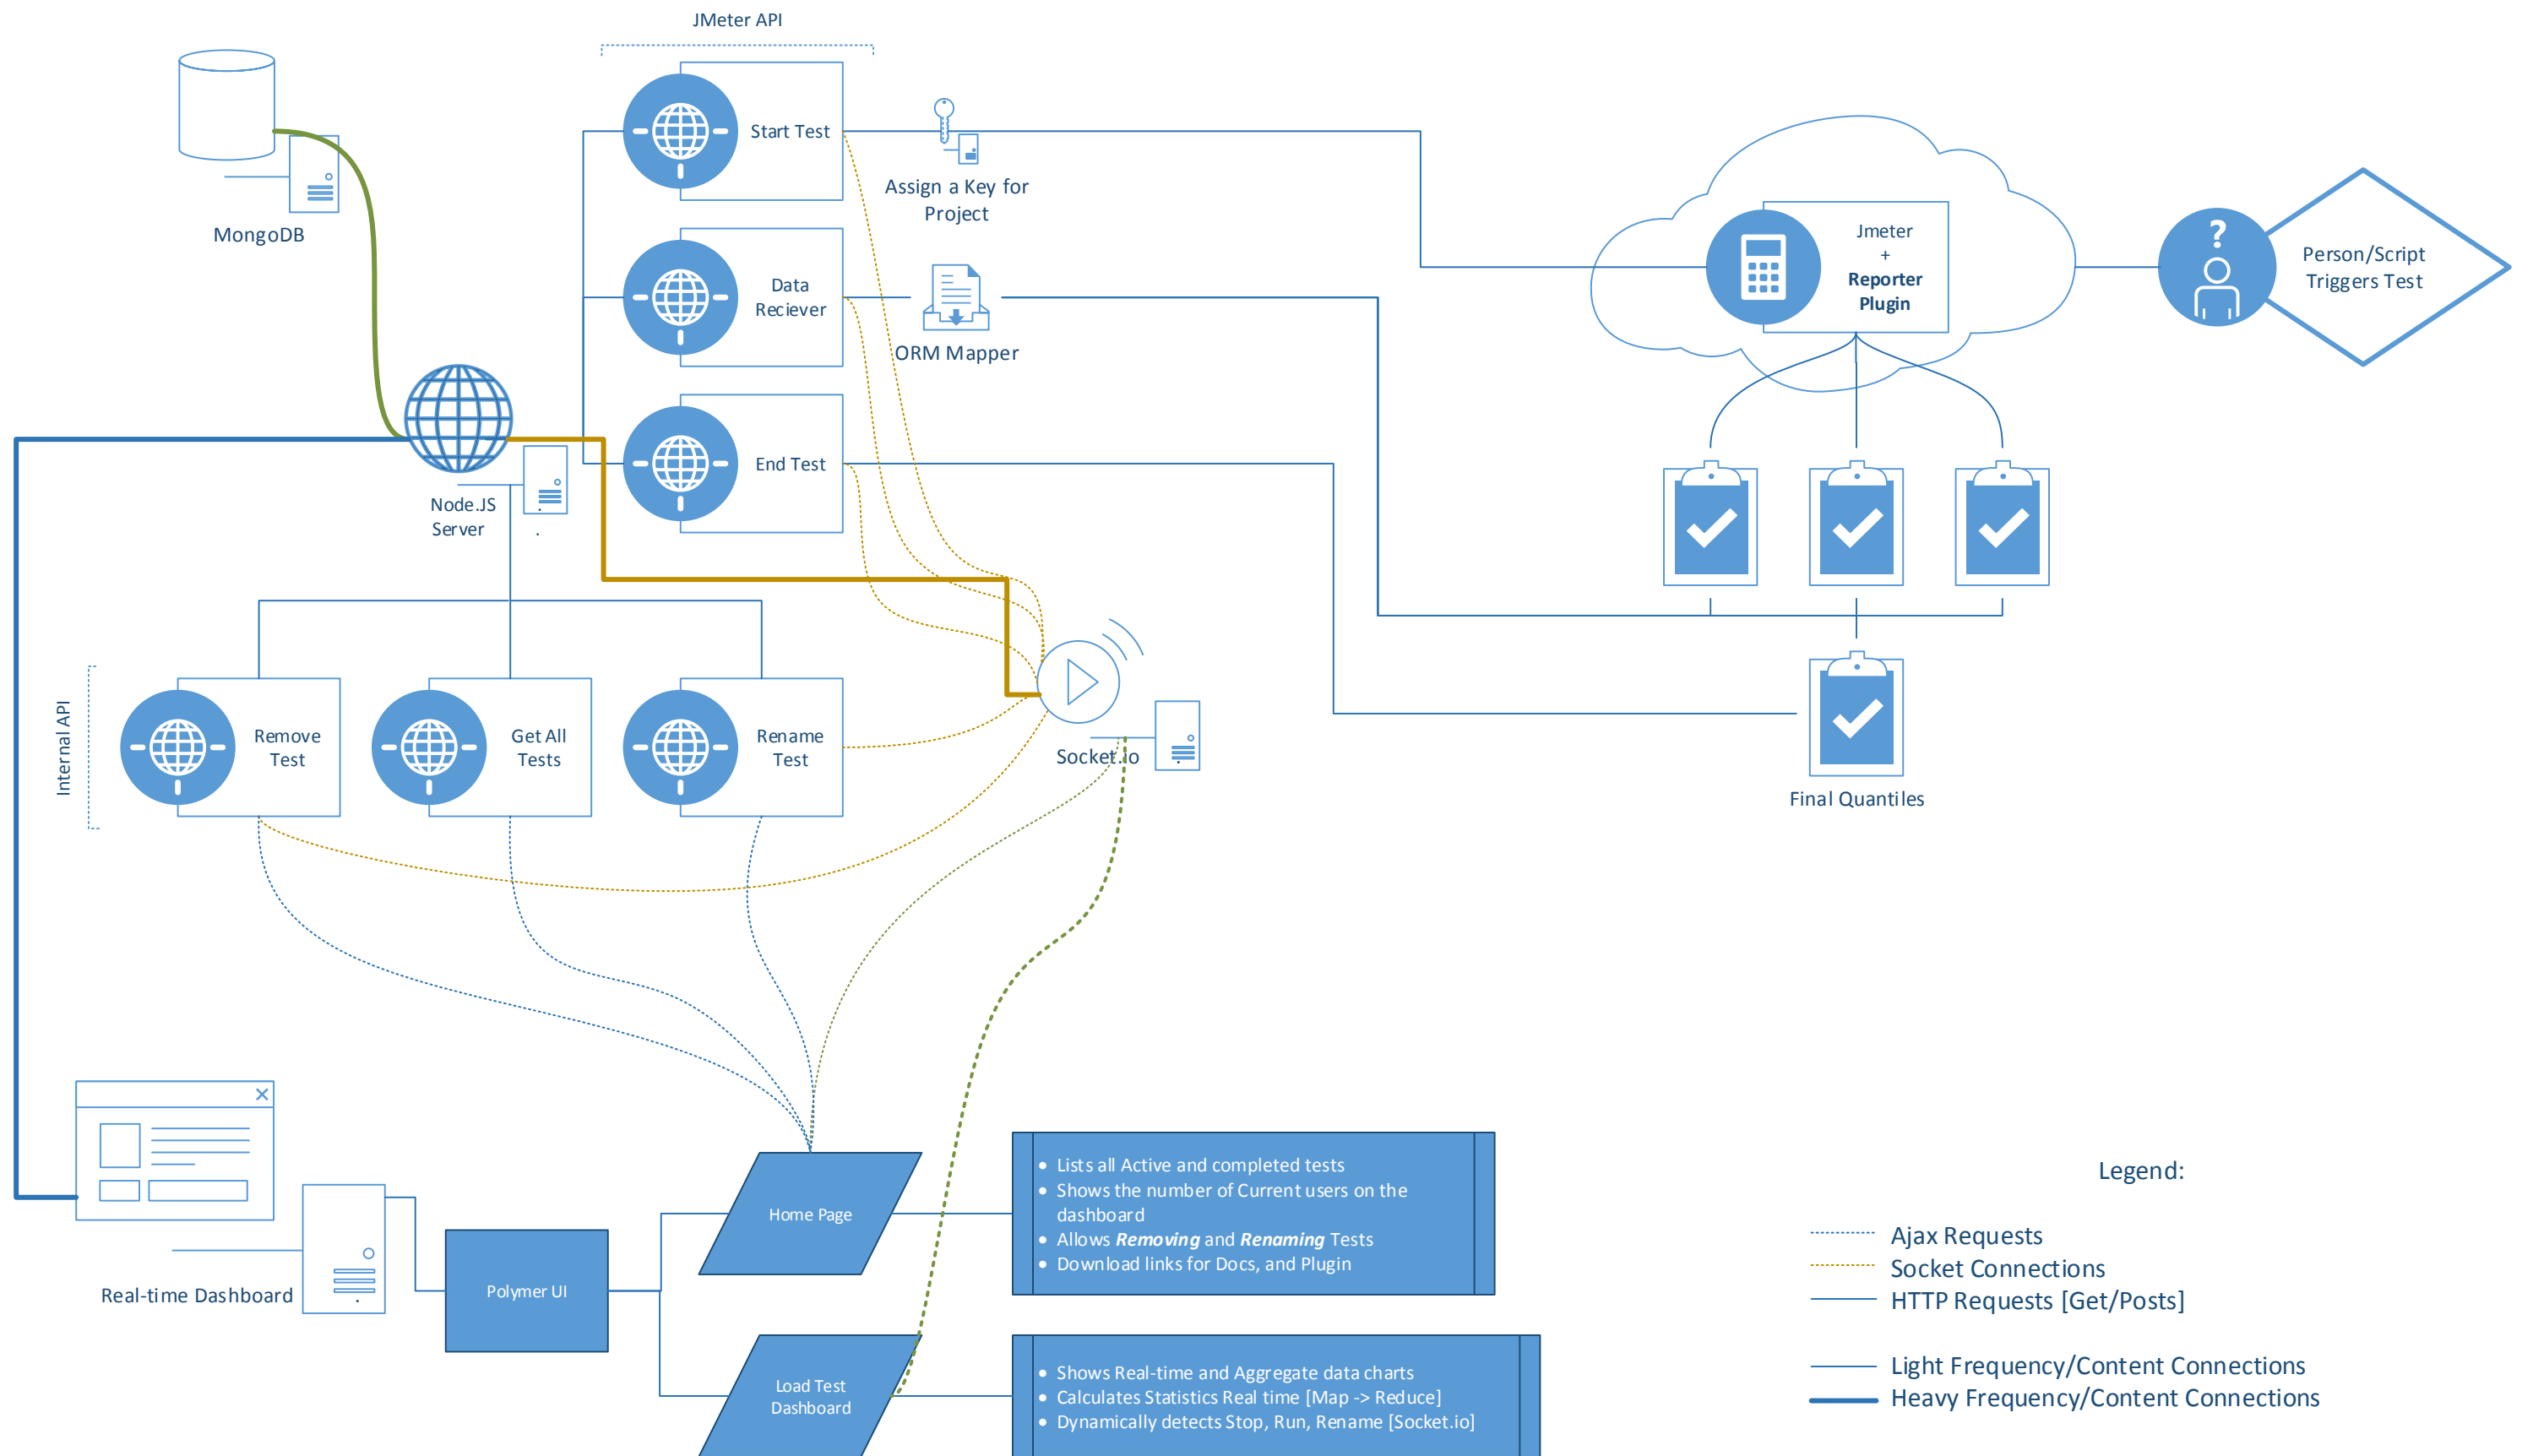 JMeter API
Start Test
Assign a Key for
Project
MongoDB
Data
Reciever
ORM Mapper
End Test
Node.JS
Server
Jmeter
+
Reporter
Plugin
?
Person/Script
Triggers Test
Internal API
Remove
Test
Get All
Tests
Rename
Test
Socket.io
Final Quantiles
Real-time Dashboard
Polymer UI
Home Page
• Lists all Active and completed tests
• Shows the number of Current users on the
dashboard
• Allows Removing and Renaming Tests
• Download links for Docs, and Plugin
Load Test
Dashboard
• Shows Real-time and Aggregate data charts
• Calculates Statistics Real time [Map -> Reduce]
• Dynamically detects Stop, Run, Rename [Socket.io]
Legend:
Ajax Requests
Socket Connections
HTTP Requests [Get/Posts]
Light Frequency/Content Connections
Heavy Frequency/Content Connections